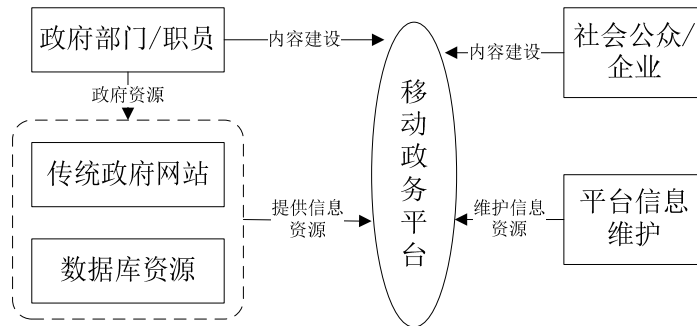 政府部门/职员
内容建设
移动政务平台
内容建设
社会公众/
企业
政府资源
传统政府网站
数据库资源
提供信息
资源
维护信息
资源
平台信息
维护